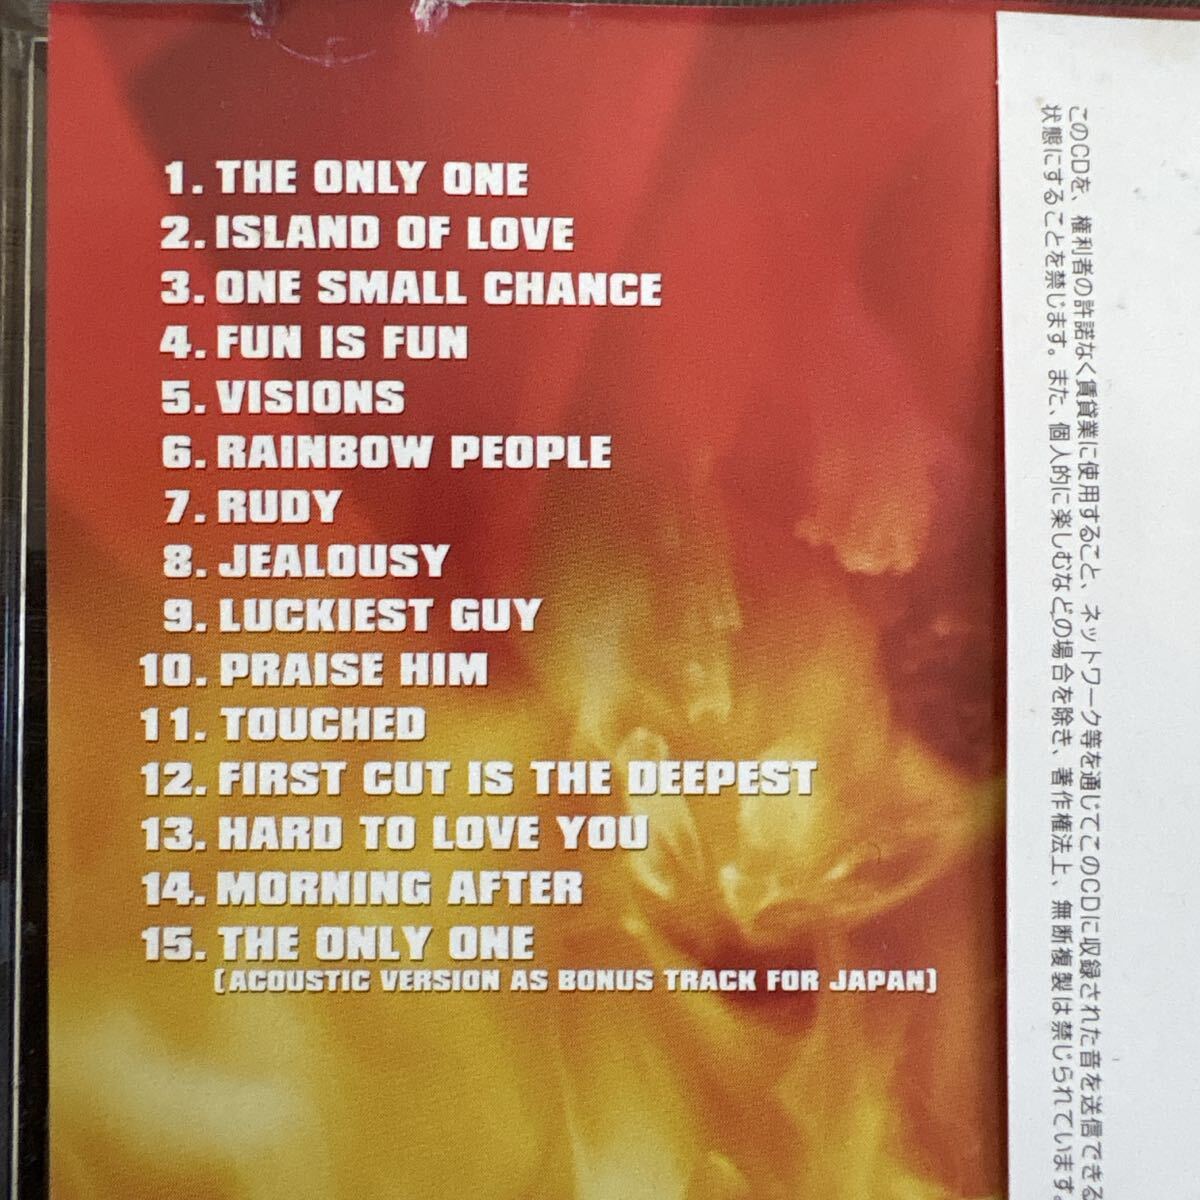 1. THE ONLY ONE
2. ISLAND OF LOVE
3. ONE SMALL CHANCE
4. FUN IS FUN
5. VISIONS
6. RAINBOW PEOPLE
7. RUDY
8. JEALOUSY
9. LUCKIEST GUY
10. PRAISE HIM
11. TOUCHED
12. FIRST CUT IS THE DEEPEST
13. HARD TO LOVE YOU
14. MORNING AFTER
15. THE ONLY ONE
(ACOUSTIC VERSION AS BONUS TRACK FOR JAPAN)
このCDを、権利者の許諾なく賃貸業に使用すること、ネットワーク等を通じてこのCDに収録された音を送信できる
状態にすることを禁じます。また、個人的に楽しむなどの場合を除き、著作権法上、無断複製は禁じられています。